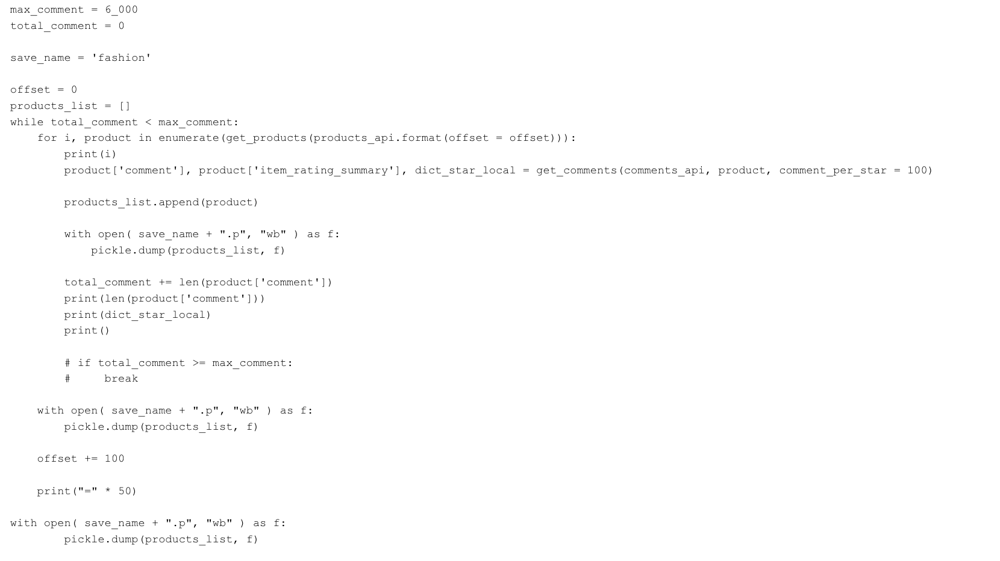 max_comment = 6_000
total_comment = 0

save_name = 'fashion'

offset = 0
products_list = []
while total_comment < max_comment:
    for i, product in enumerate(get_products(products_api.format(offset = offset))):
        print(i)
        product['comment'], product['item_rating_summary'], dict_star_local = get_comments(comments_api, product, comment_per_star = 100)

        products_list.append(product)

        with open( save_name + ".p", "wb" ) as f:
            pickle.dump(products_list, f)

        total_comment += len(product['comment'])
        print(len(product['comment']))
        print(dict_star_local)
        print()

        # if total_comment >= max_comment:
        #     break

    with open( save_name + ".p", "wb" ) as f:
        pickle.dump(products_list, f)

    offset += 100

    print("=" * 50)

with open( save_name + ".p", "wb" ) as f:
        pickle.dump(products_list, f)